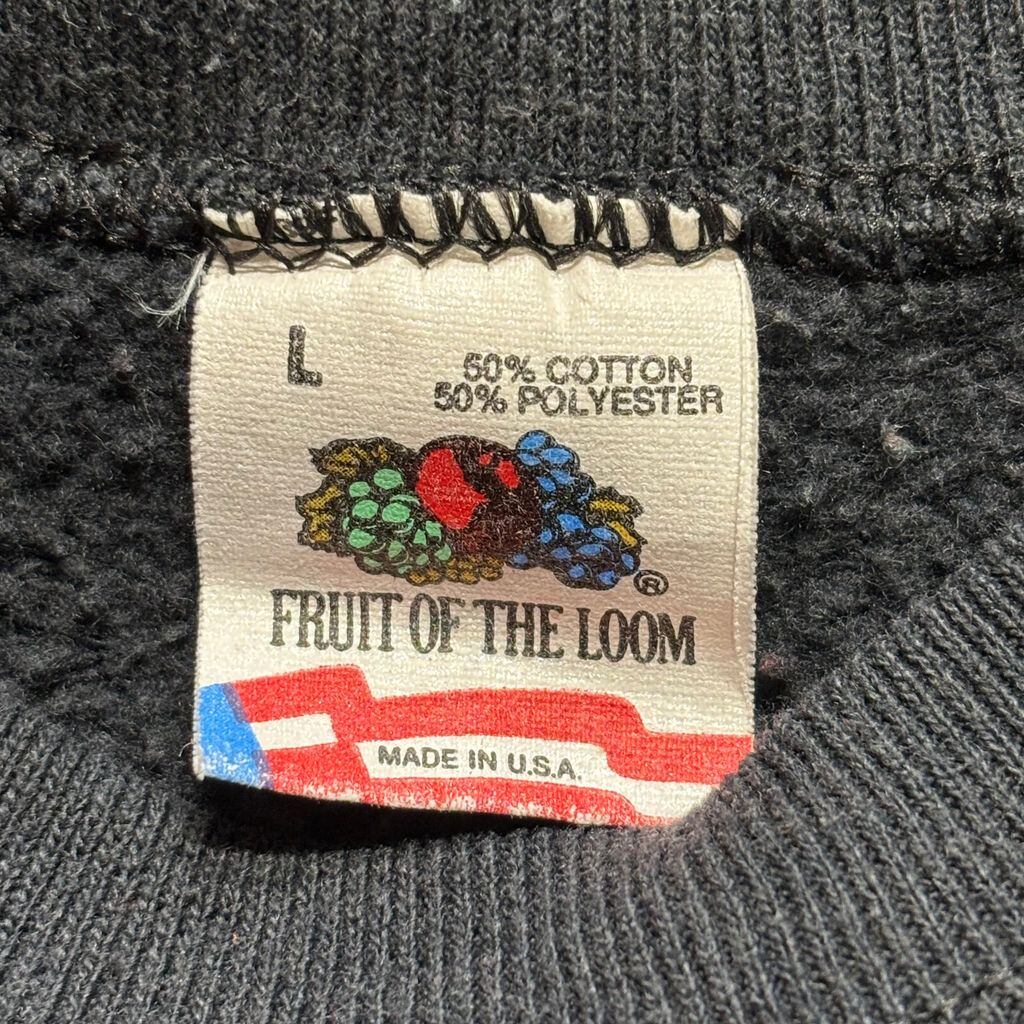 L
50% COTTON
50% POLYESTER
®
FRUIT OF THE LOOM
MADE IN U.S.A.